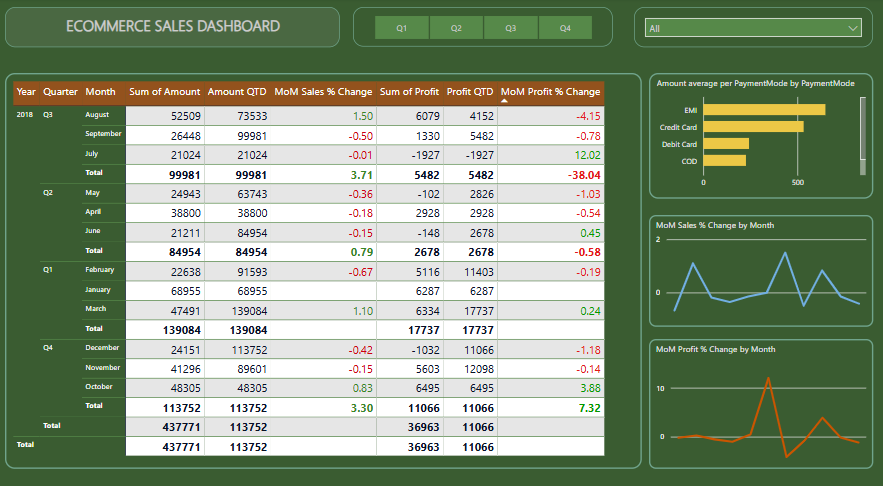 ECOMMERCE SALES DASHBOARD
Q1 Q2 Q3 Q4
All
Year Quarter Month Sum of Amount Amount QTD MoM Sales % Change Sum of Profit Profit QTD MoM Profit % Change
2018 Q3 August 52509 73533 1.50 6079 4152 -4.15
September 26448 99981 -0.50 1330 5482 -0.78
July 21024 21024 -0.01 -1927 -1927 12.02
Total 99981 99981 3.71 5482 5482 -38.04
Q2 May 24943 63743 -0.36 -102 2826 -1.03
April 38800 38800 -0.18 2928 2928 -0.54
June 21211 84954 -0.15 -148 2678 0.45
Total 84954 84954 0.79 2678 2678 -0.58
Q1 February 22638 91593 -0.67 5116 11403 -0.19
January 68955 68955 6287 6287
March 47491 139084 1.10 6334 17737 0.24
Total 139084 139084 17737 17737
Q4 December 24151 113752 -0.42 -1032 11066 -1.18
November 41296 89601 -0.15 5603 12098 -0.14
October 48305 48305 0.83 6495 6495 3.88
Total 113752 113752 3.30 11066 11066 7.32
Total 437771 113752 36963 11066
Total 437771 113752 36963 11066
Amount average per PaymentMode by PaymentMode
EMI
Credit Card
Debit Card
COD
0 500
MoM Sales % Change by Month
2
0
MoM Profit % Change by Month
10
0